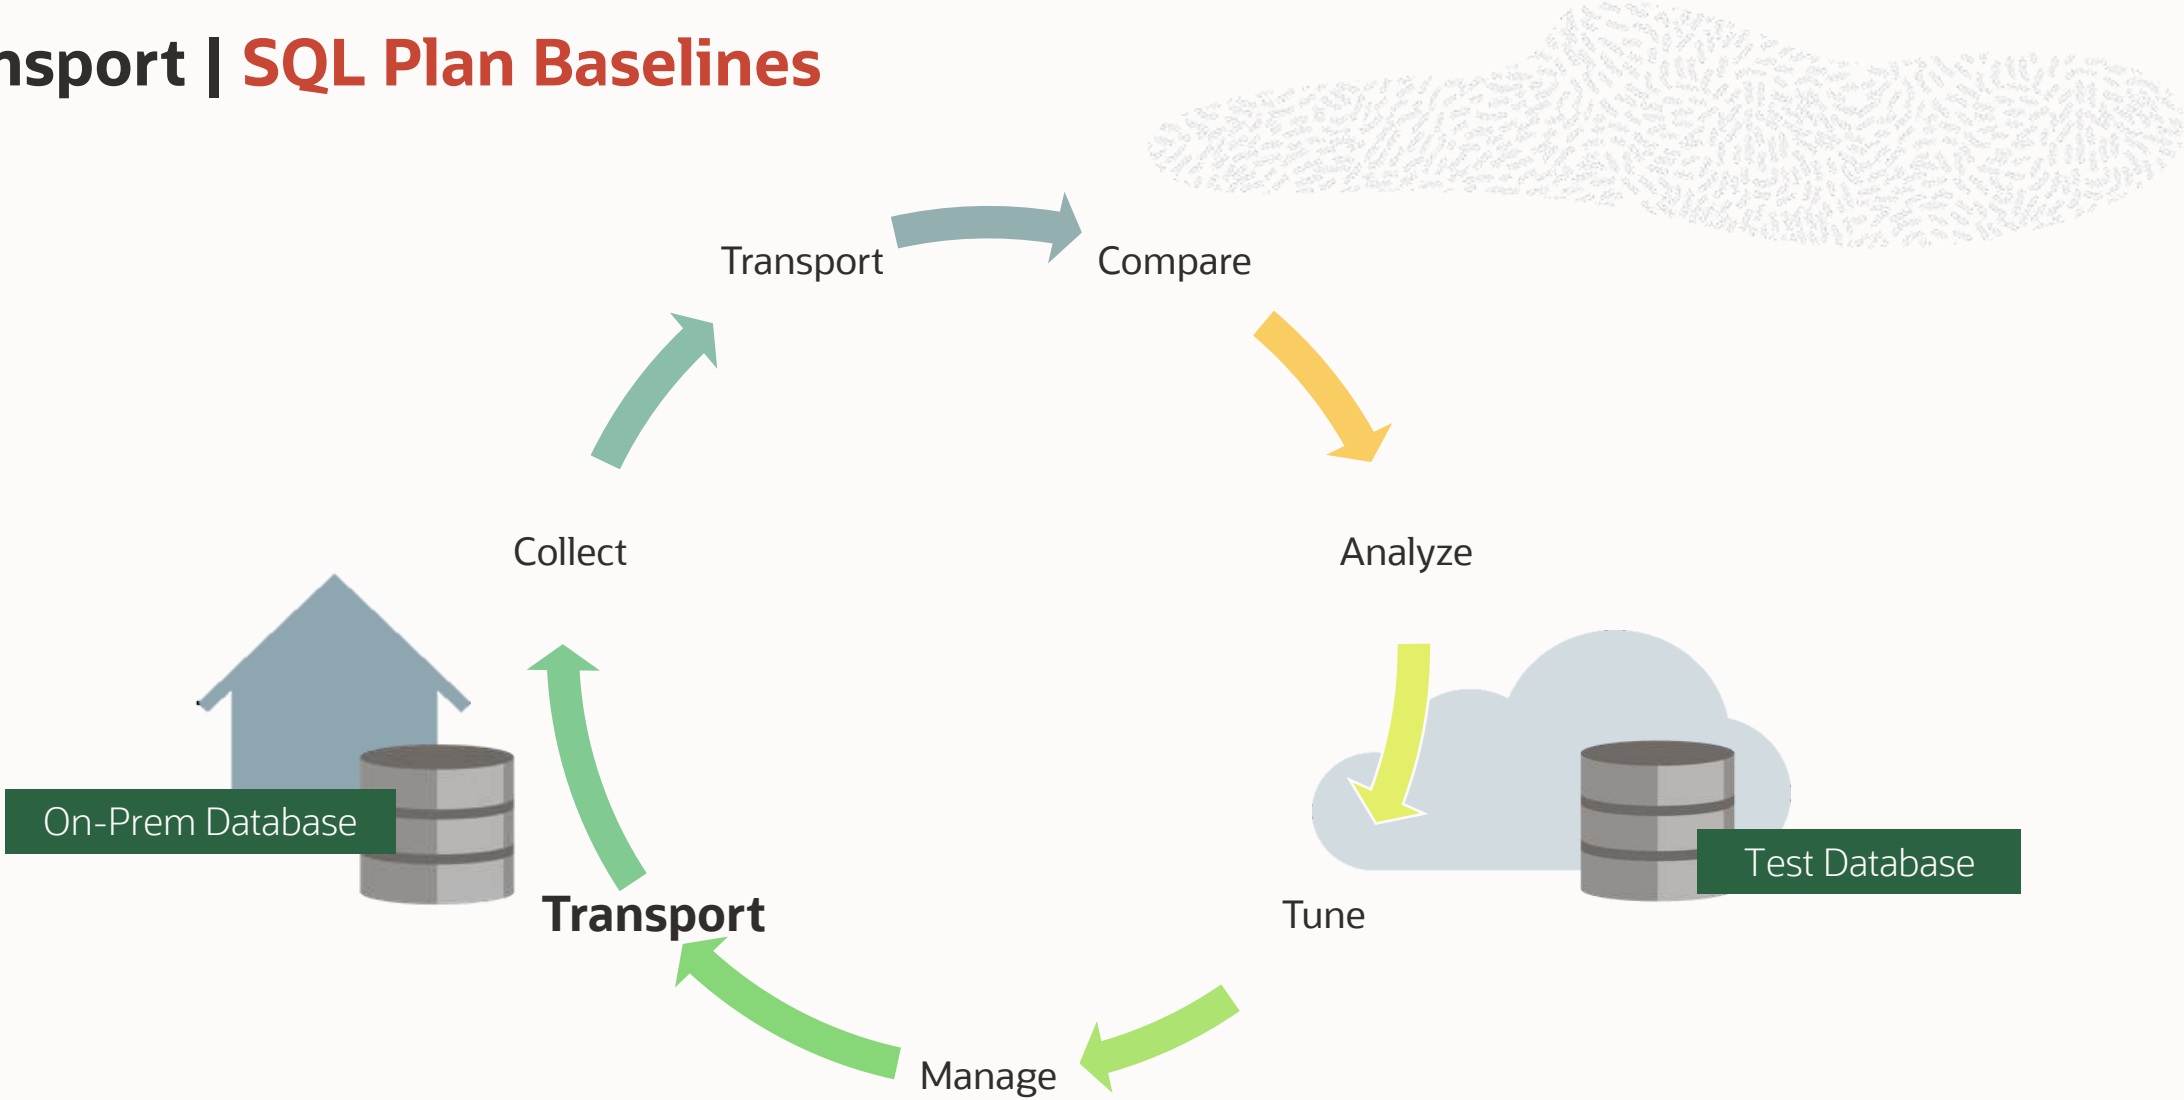 nsport | SQL Plan Baselines
Transport
Compare
Collect
Analyze
On-Prem Database
Test Database
Transport
Tune
Manage